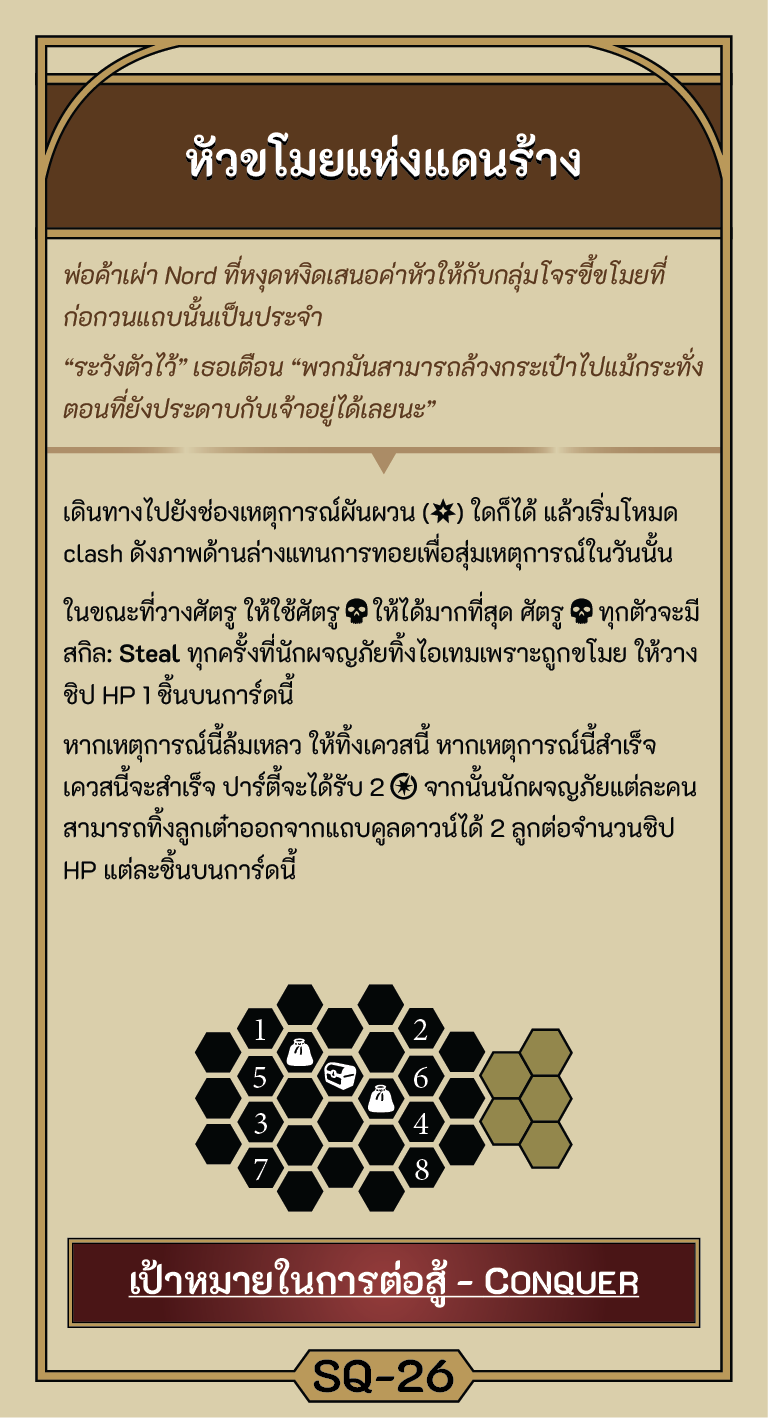 หัวขโมยแห่งแดนร้าง
พ่อค้าเผ่า Nord ที่หงุดหงิดเสนอค่าหัวให้กับกลุ่มโจรขี้ขโมยที่
ก่อกวนแถบนั้นเป็นประจำ
“ระวังตัวไว้” เธอเตือน “พวกมันสามารถล้วงกระเป๋าไปแม้กระทั่ง
ตอนที่ยังประดาบกับเจ้าอยู่ได้เลยนะ”
เดินทางไปยังช่องเหตุการณ์ผันผวน () ใดก็ได้ แล้วเริ่มโหมด
clash ดังภาพด้านล่างแทนการทอยเพื่อสุ่มเหตุการณ์ในวันนั้น
ในขณะที่วางศัตรู ให้ใช้ศัตรู ให้ได้มากที่สุด ศัตรู ทุกตัวจะมี
สกิล: Steal ทุกครั้งที่นักผจญภัยทิ้งไอเทมเพราะถูกขโมย ให้วาง
ชิป HP 1 ชิ้นบนการ์ดนี้
หากเหตุการณ์นี้ล้มเหลว ให้ทิ้งเควสนี้ หากเหตุการณ์นี้สำเร็จ
เควสนี้จะสำเร็จ ปาร์ตี้จะได้รับ 2 จากนั้นนักผจญภัยแต่ละคน
สามารถทิ้งลูกเต๋าออกจากแถบคูลดาวน์ได้ 2 ลูกต่อจำนวนชิป
HP แต่ละชิ้นบนการ์ดนี้
1 2
5 6
3 4
7 8
เป้าหมายในการต่อสู้ - CONQUER
SQ-26